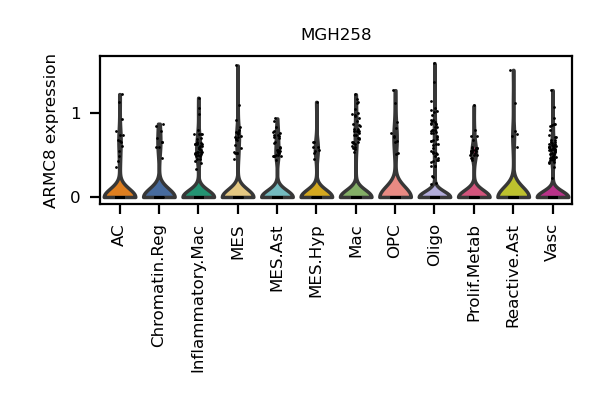 MGH258
ARMC8 expression
1
0
AC
Chromatin.Reg
Inflammatory.Mac
MES
MES.Ast
MES.Hyp
Mac
OPC
Oligo
Prolif.Metab
Reactive.Ast
Vasc